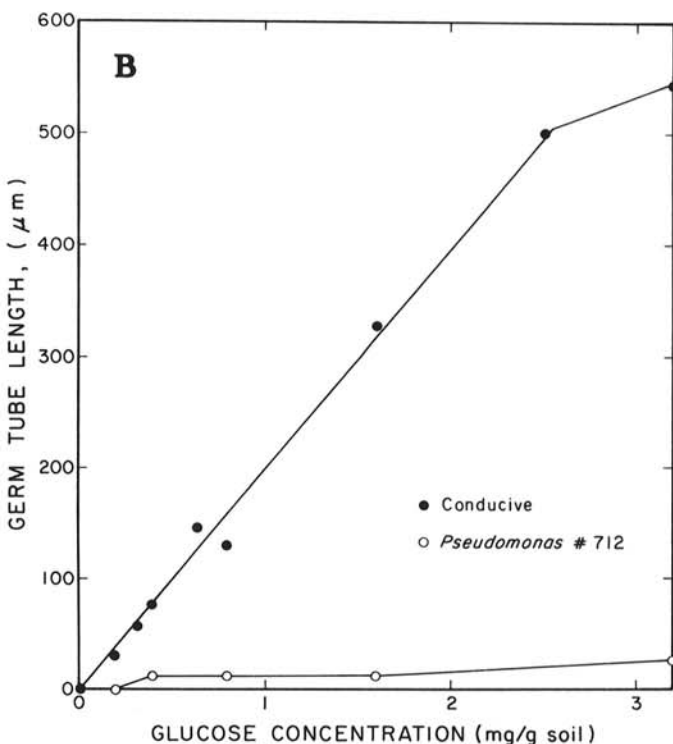 B
600
500
400
300
200
100
0
GERM TUBE LENGTH, (μm)
● Conducive
○ Pseudomonas # 712
0 1 2 3
GLUCOSE CONCENTRATION (mg/g soil)